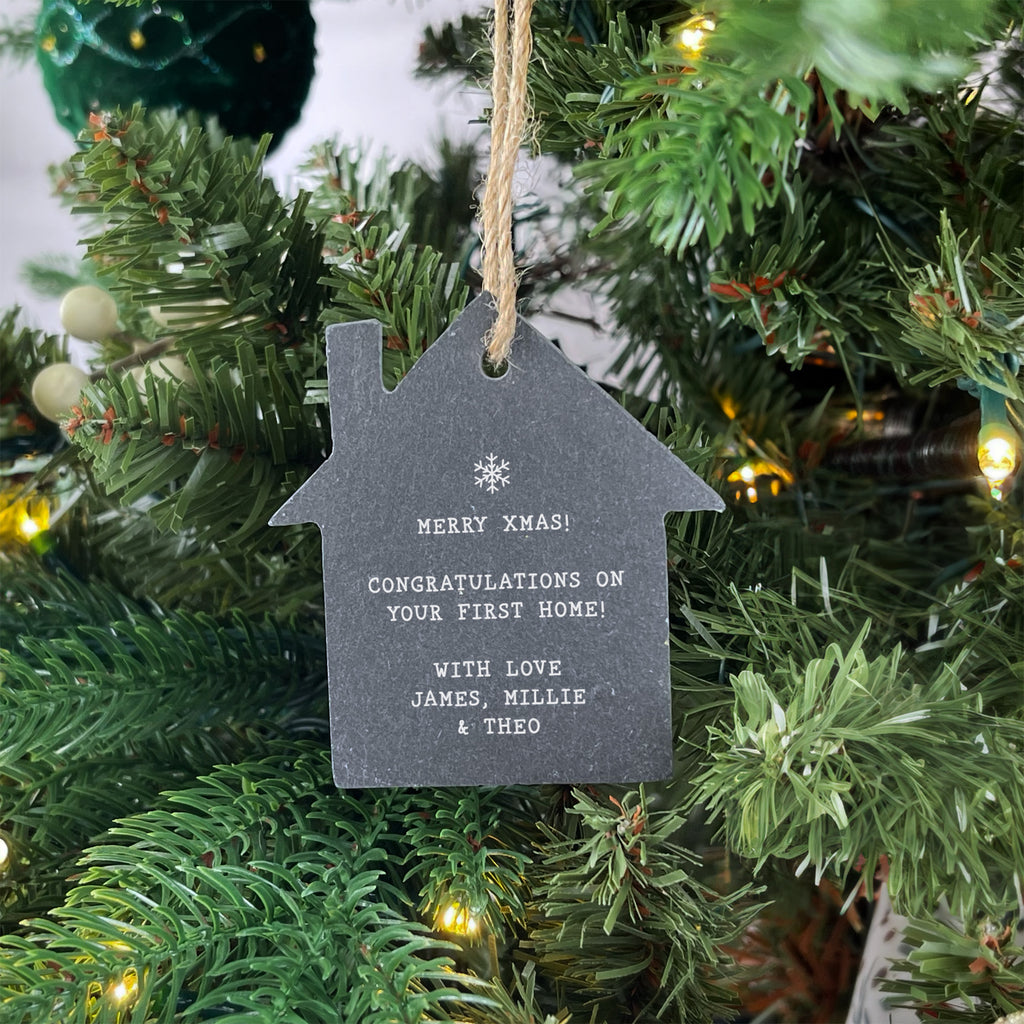 MERRY XMAS!
CONGRATULATIONS ON
YOUR FIRST HOME!
WITH LOVE
JAMES, MILLIE
& THEO